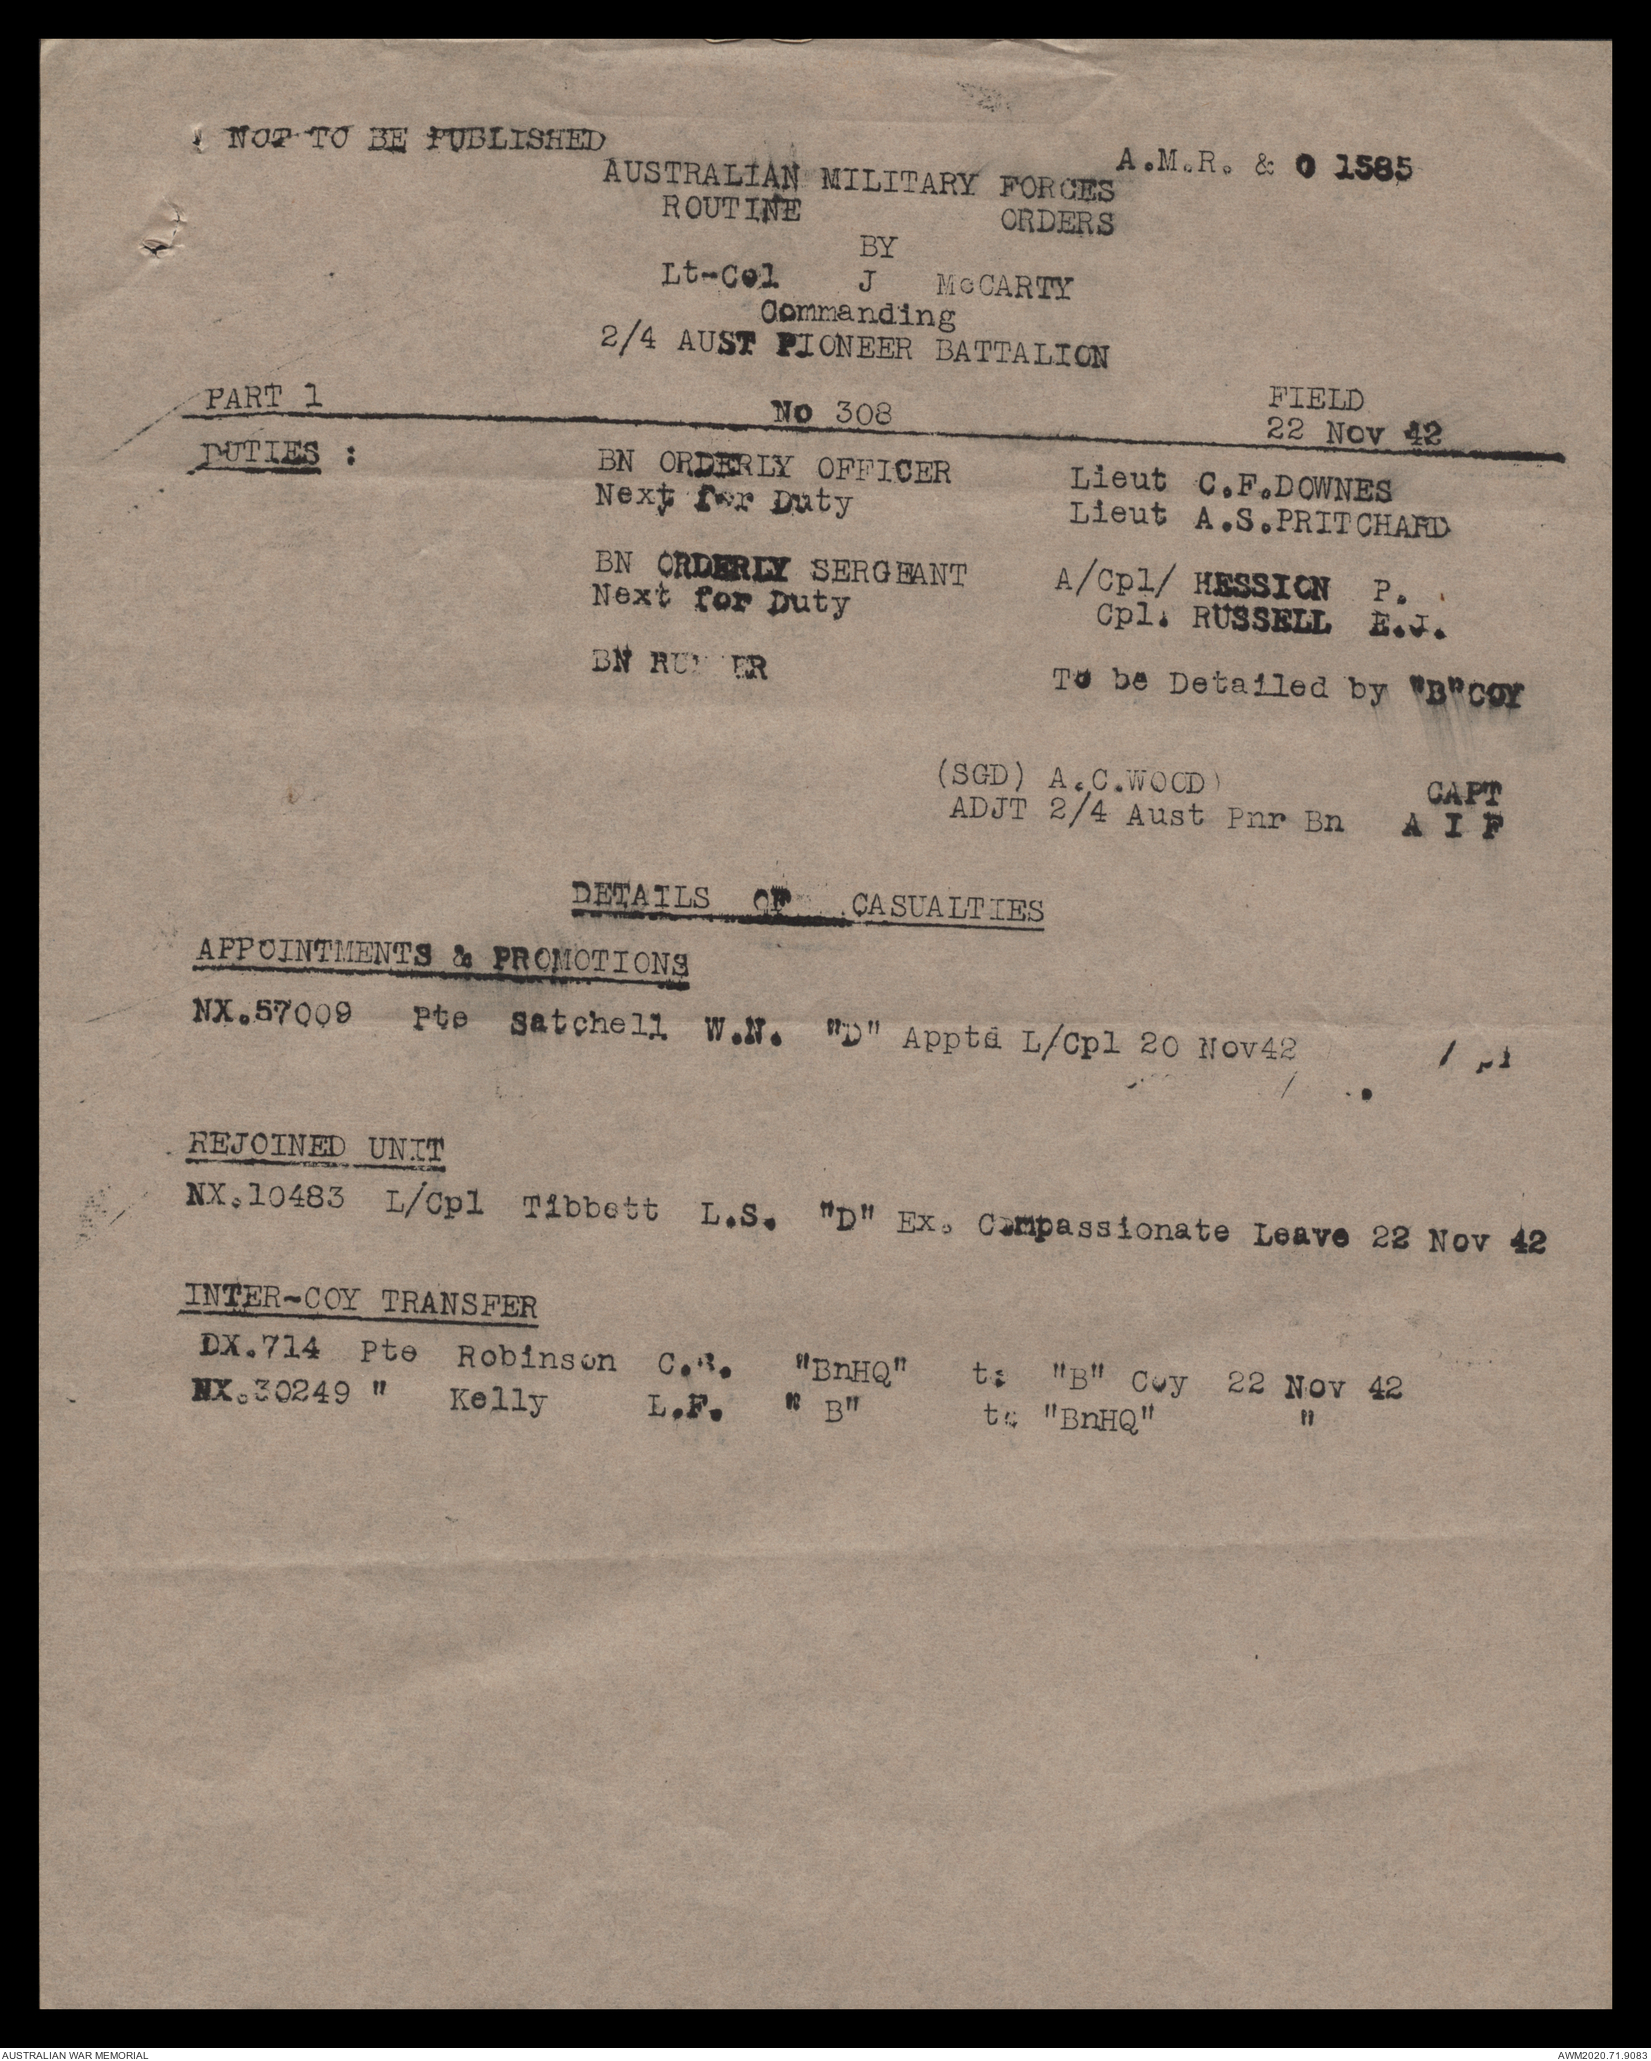 NOT TO BE PUBLISHED
A.M.R. & O 1585
AUSTRALIAN MILITARY FORCES
ROUTINE ORDERS
BY
Lt-Col J McCARTY
Commanding
2/4 AUST PIONEER BATTALION
PART 1 No 308 FIELD
22 Nov 42
DUTIES :
BN ORDERLY OFFICER Lieut C.F.DOWNES
Next for Duty Lieut A.S.PRITCHARD
BN ORDERLY SERGEANT A/Cpl/ HESSION P.
Next for Duty Cpl. RUSSELL E.J.
BN RUNNER To be Detailed by "B"COY
(SGD) A.C.WOOD) CAPT
ADJT 2/4 Aust Pnr Bn A I F
DETAILS OF CASUALTIES
APPOINTMENTS & PROMOTIONS
NX.57009 Pte Satchell W.N. "D" Apptd L/Cpl 20 Nov42
REJOINED UNIT
NX.10483 L/Cpl Tibbett L.S. "D" Ex. Compassionate Leave 22 Nov 42
INTER-COY TRANSFER
DX.714 Pte Robinson "BnHQ" to "B" Coy 22 Nov 42
NX.30249 " Kelly L.F. " B" to "BnHQ" "
AUSTRALIAN WAR MEMORIAL
AWM2020.71.9083